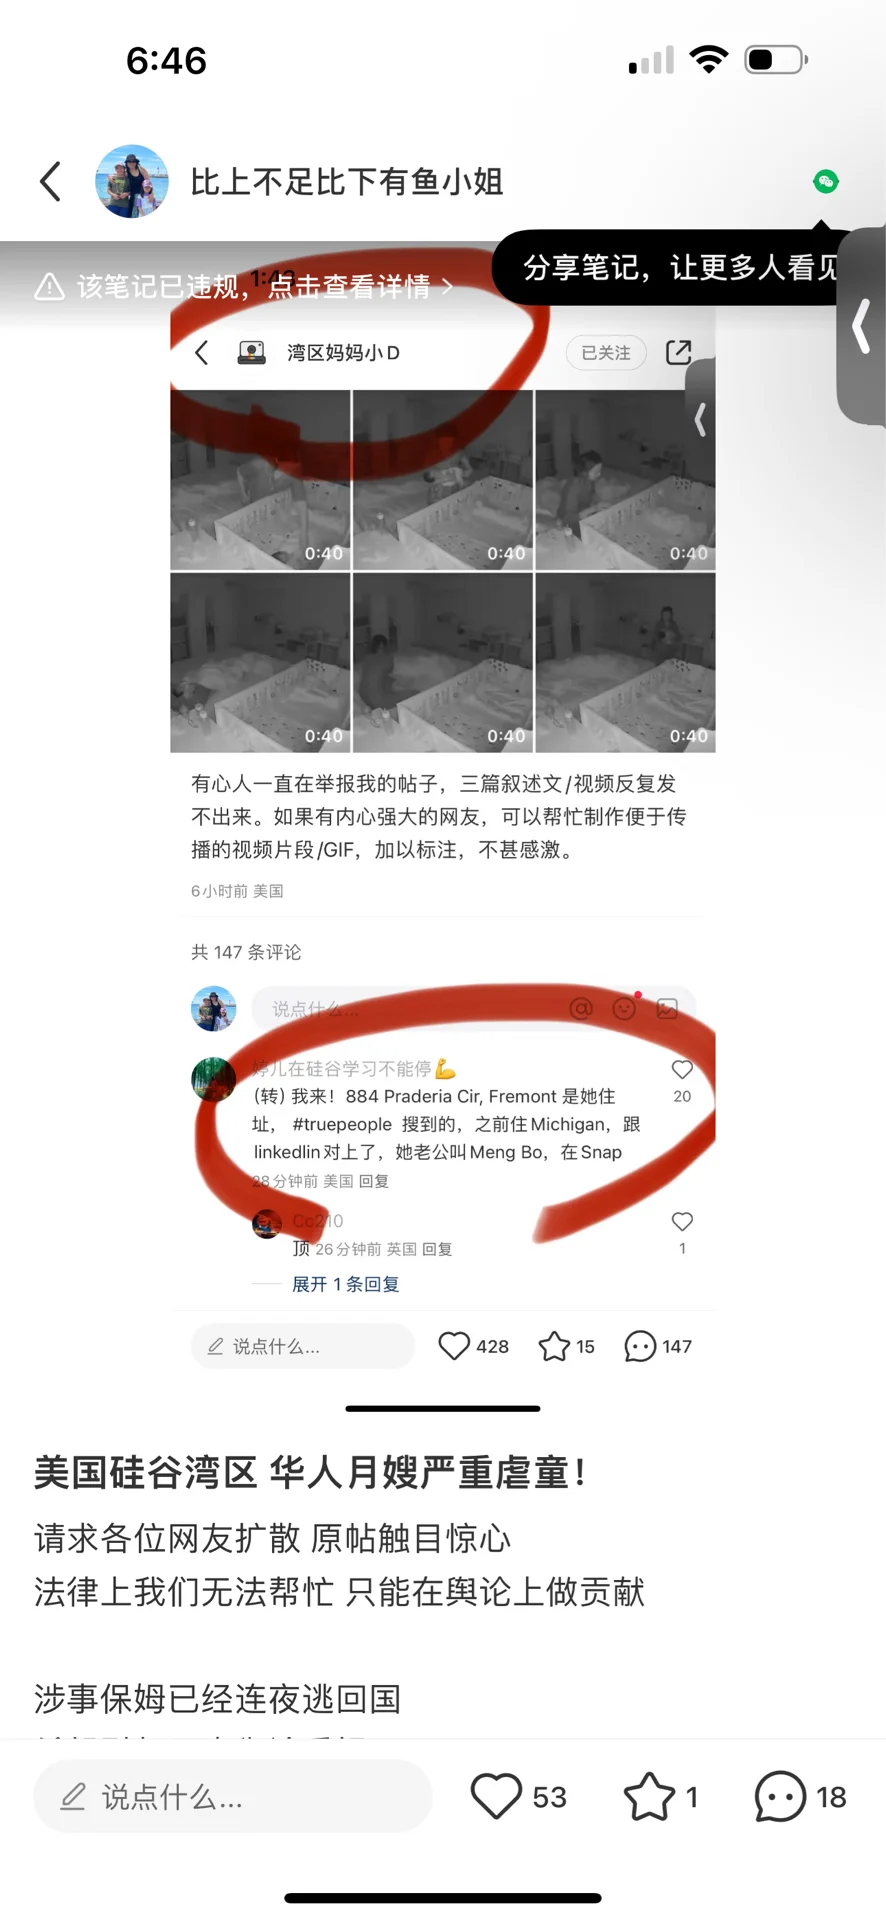 6:46
比上不足比下有鱼小姐
分享笔记，让更多人看见
该笔记已违规，点击查看详情
湾区妈妈小D
已关注
0:40
0:40
0:40
0:40
0:40
0:40
有心人一直在举报我的帖子，三篇叙述文/视频反复发
不出来。如果有内心强大的网友，可以帮忙制作便于传
播的视频片段/GIF，加以标注，不甚感激。
6小时前 美国
共 147 条评论
说点什么...
婷儿在硅谷学习不能停💪
(转) 我来！884 Praderia Cir, Fremont 是她住
址， #truepeople 搜到的，之前住Michigan，跟
linkedlin对上了，她老公叫Meng Bo，在Snap
20
28分钟前 美国 回复
Cc210
顶 26分钟前 英国 回复
1
展开 1 条回复
说点什么...
428
15
147
美国硅谷湾区 华人月嫂严重虐童！
请求各位网友扩散 原帖触目惊心
法律上我们无法帮忙 只能在舆论上做贡献
涉事保姆已经连夜逃回国
说点什么...
53
1
18